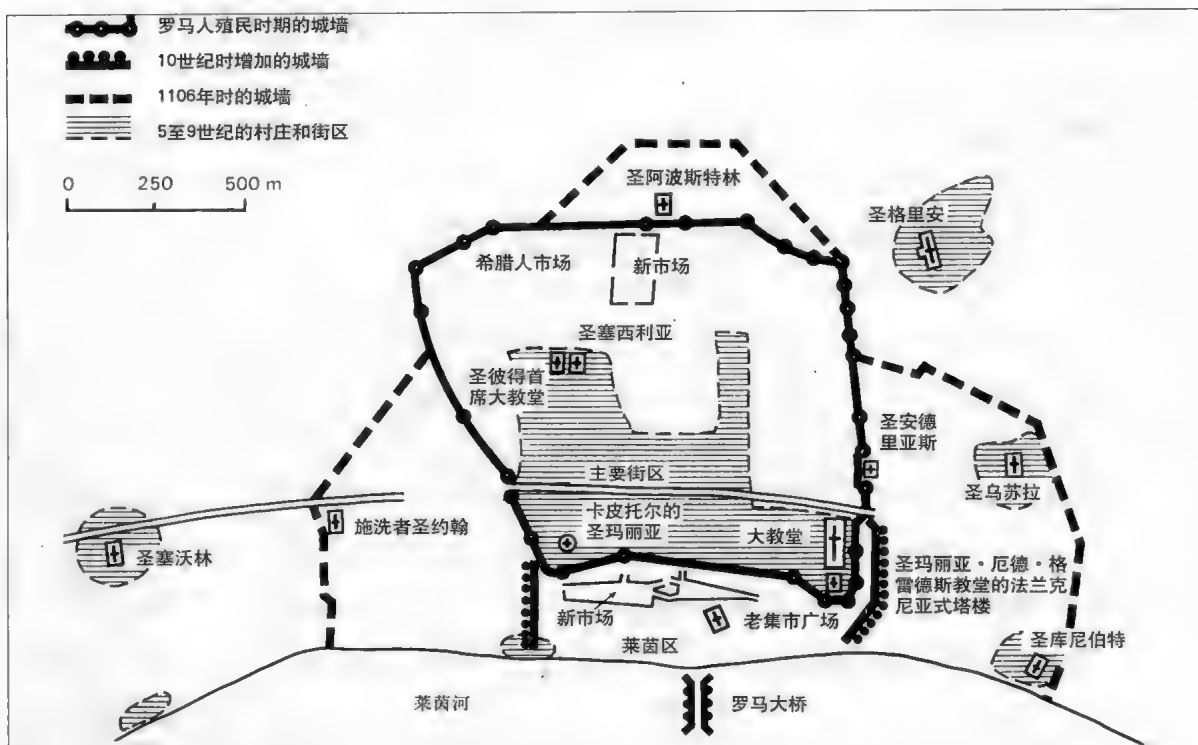 罗马人殖民时期的城墙
10世纪时增加的城墙
1106年时的城墙
5至9世纪的村庄和街区
0 250 500 m
圣阿波斯特林
圣格里安
希腊人市场
新市场
圣塞西利亚
圣彼得首
席大教堂
圣安德
里亚斯
主要街区
圣乌苏拉
卡皮托尔的
圣玛丽亚
施洗者圣约翰
大教堂
圣塞沃林
圣玛丽亚·厄德·格
雷德斯教堂的法兰克
尼亚式塔楼
新市场
老集市广场
莱茵区
圣库尼伯特
莱茵河
罗马大桥